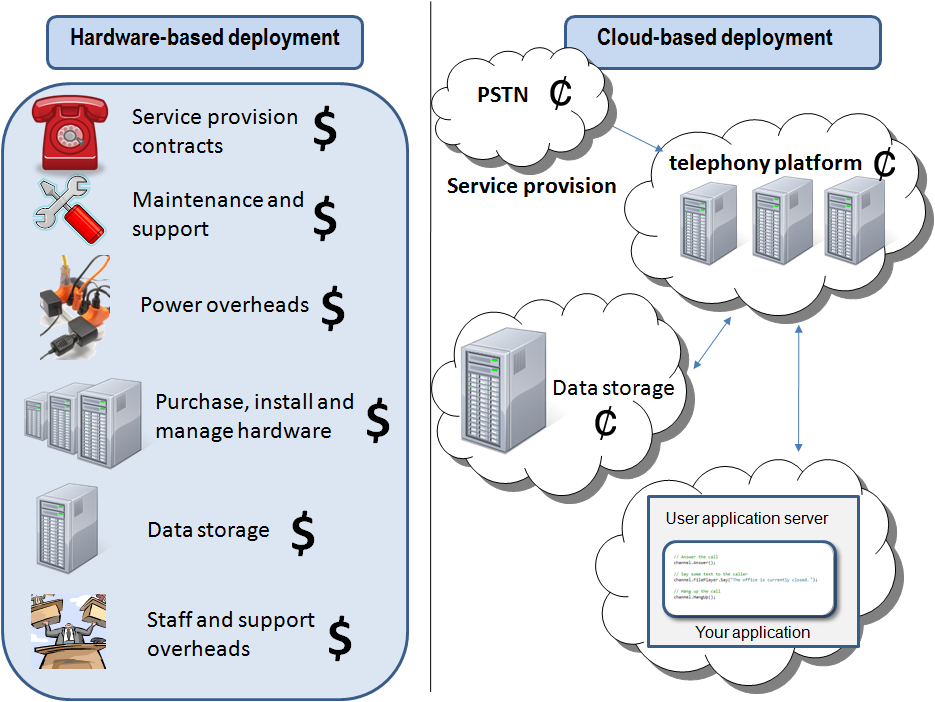 Hardware-based deployment
Service provision
contracts
$
Maintenance and
support
$
Power overheads
$
Purchase, install and
manage hardware
$
Data storage
$
Staff and support
overheads
$
Cloud-based deployment
PSTN ₵
Service provision
telephony platform ₵
Data storage
₵
User application server
// Answer the call
channel.Answer();
// Say some text to the caller
channel.FilePlayer.Say("The office is currently closed.");
// Hang up the call
channel.HangUp();
Your application